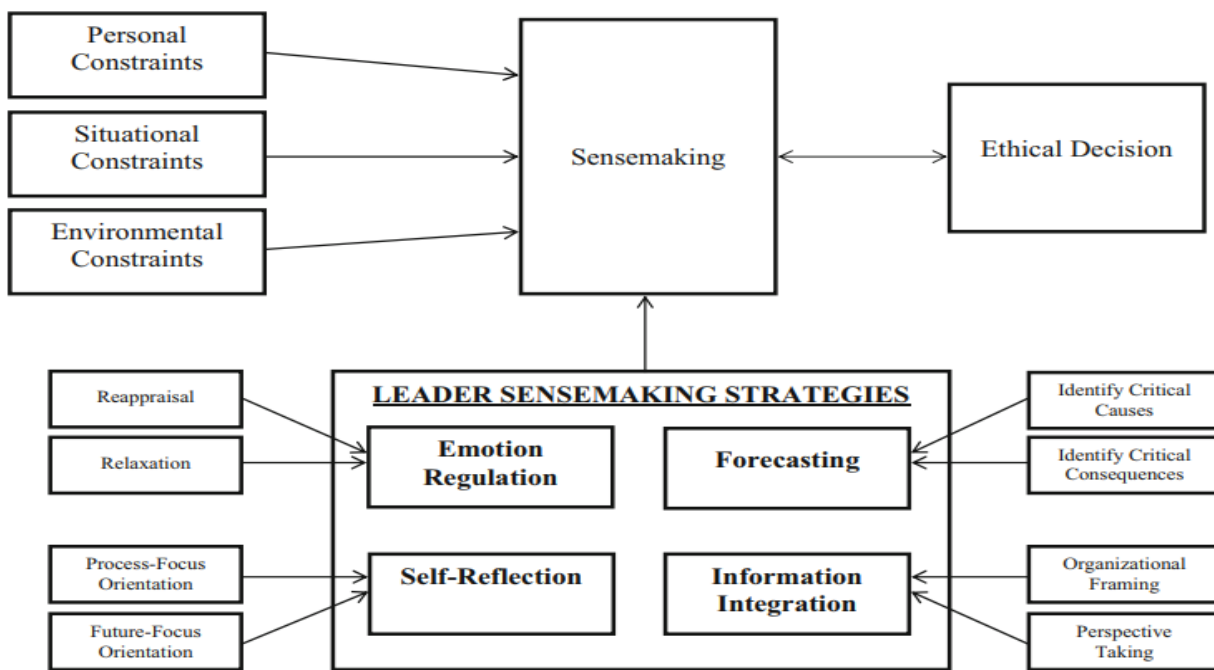 Personal
Constraints
Situational
Constraints
Environmental
Constraints
Sensemaking
Ethical Decision
LEADER SENSEMAKING STRATEGIES
Reappraisal
Relaxation
Emotion
Regulation
Forecasting
Identify Critical
Causes
Identify Critical
Consequences
Process-Focus
Orientation
Future-Focus
Orientation
Self-Reflection
Information
Integration
Organizational
Framing
Perspective
Taking